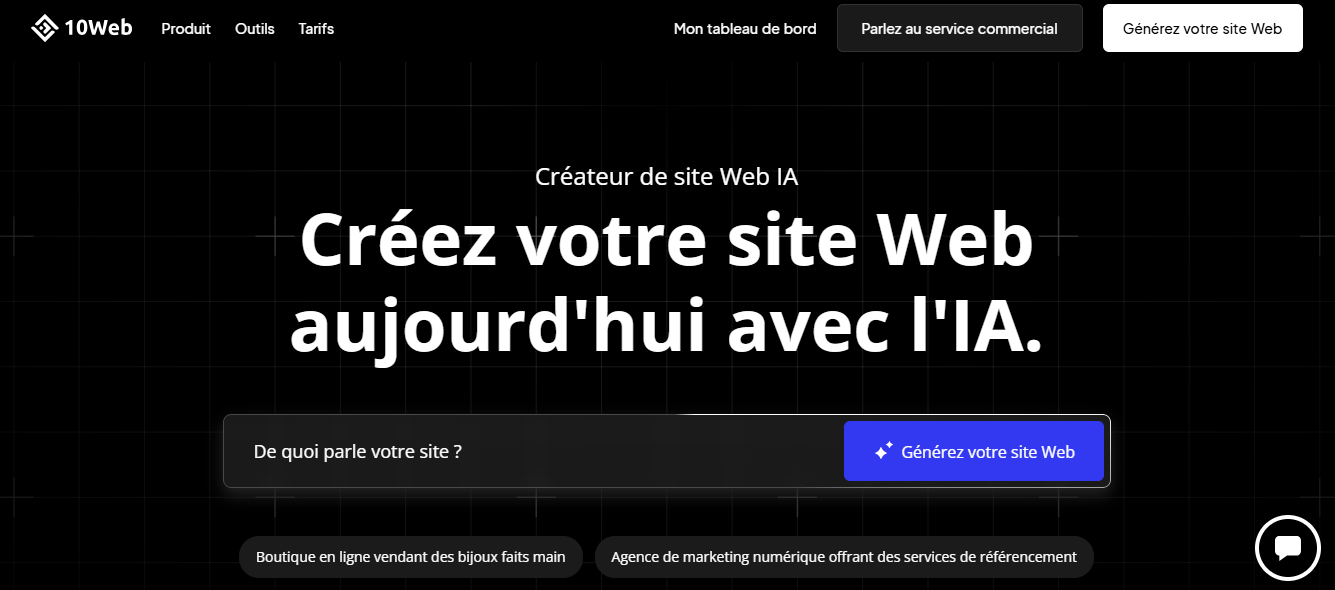 10Web Produit Outils Tarifs Mon tableau de bord Parlez au service commercial Générez votre site Web
Créateur de site Web IA
Créez votre site Web
aujourd'hui avec l'IA.
De quoi parle votre site ? Générez votre site Web
Boutique en ligne vendant des bijoux faits main Agence de marketing numérique offrant des services de référencement